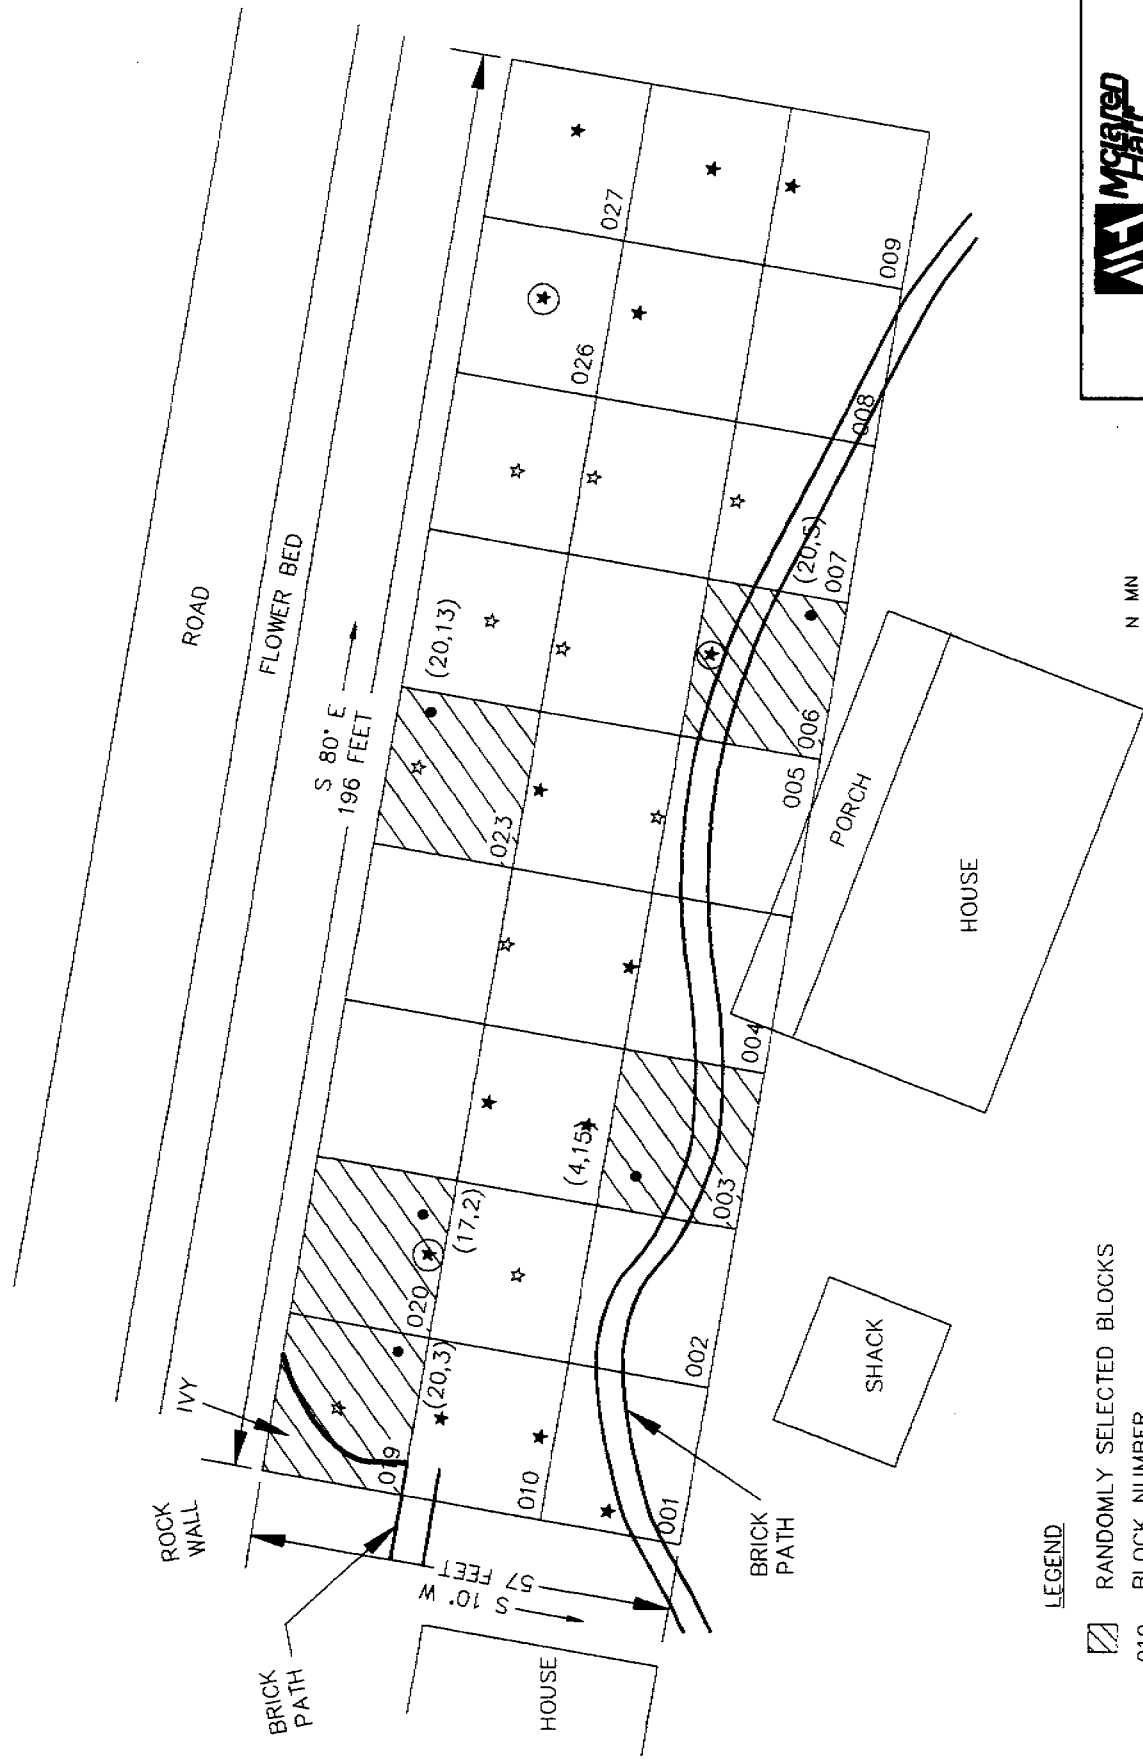 ROAD
FLOWER BED
S 80° E
196 FEET
IVY
ROCK
WALL
BRICK
PATH
S 10° W
57 FEET
HOUSE
019
(20,3)
020
(17,2)
023
(20,13)
026
027
010
(4,15)
001
002
003
004
005
006
(20,5)
007
008
009
BRICK
PATH
SHACK
PORCH
HOUSE
N MN
LEGEND
RANDOMLY SELECTED BLOCKS
010 BLOCK NUMBER
McLaren
Hart